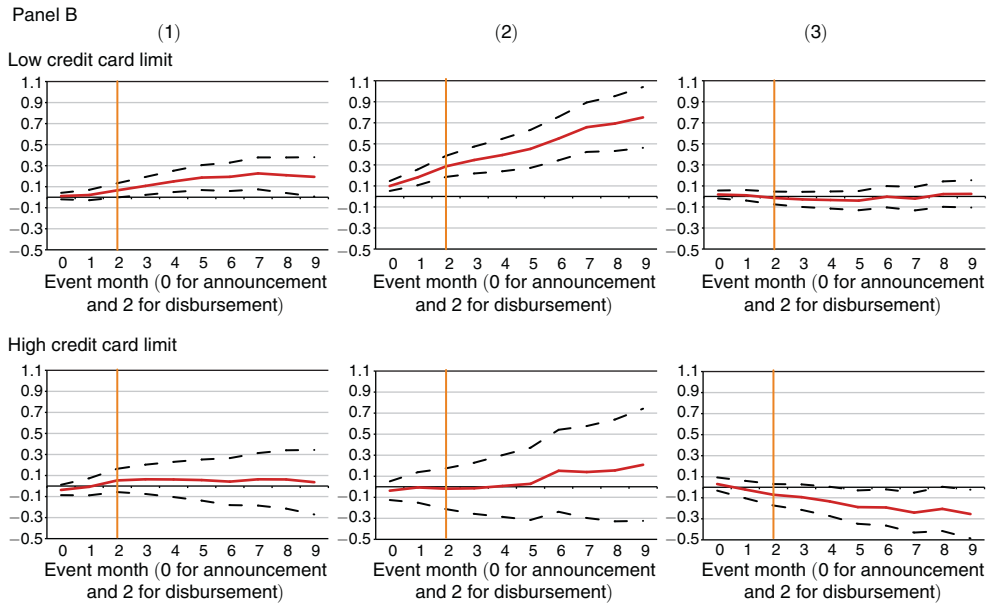 Panel B
(1) (2) (3)
Low credit card limit
1.1 1.1 1.1
0.9 0.9 0.9
0.7 0.7 0.7
0.5 0.5 0.5
0.3 0.3 0.3
0.1 0.1 0.1
−0.1 −0.1 −0.1
−0.3 −0.3 −0.3
−0.5 −0.5 −0.5
0 1 2 3 4 5 6 7 8 9 0 1 2 3 4 5 6 7 8 9 0 1 2 3 4 5 6 7 8 9
Event month (0 for announcement Event month (0 for announcement Event month (0 for announcement
and 2 for disbursement) and 2 for disbursement) and 2 for disbursement)
High credit card limit
1.1 1.1 1.1
0.9 0.9 0.9
0.7 0.7 0.7
0.5 0.5 0.5
0.3 0.3 0.3
0.1 0.1 0.1
−0.1 −0.1 −0.1
−0.3 −0.3 −0.3
−0.5 −0.5 −0.5
0 1 2 3 4 5 6 7 8 9 0 1 2 3 4 5 6 7 8 9 0 1 2 3 4 5 6 7 8 9
Event month (0 for announcement Event month (0 for announcement Event month (0 for announcement
and 2 for disbursement) and 2 for disbursement) and 2 for disbursement)